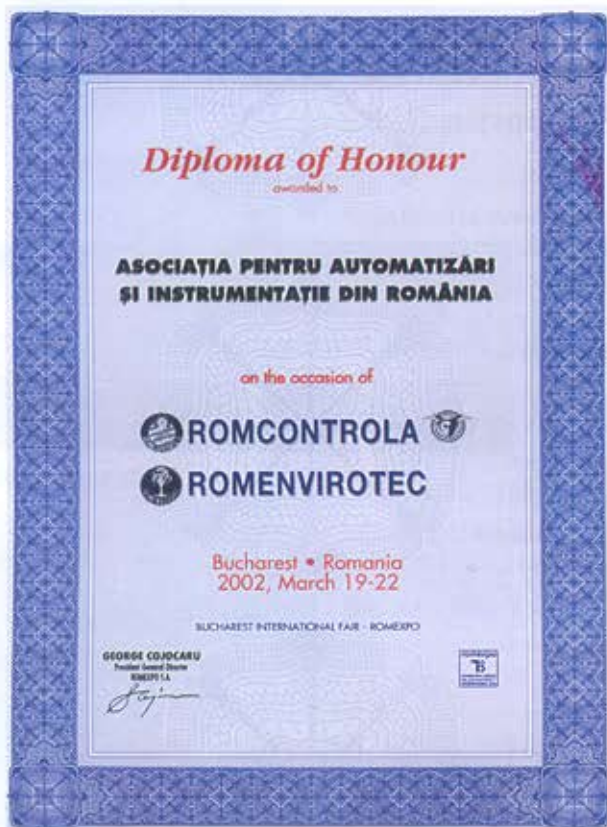 Diploma of Honour
awarded to
ASOCIAȚIA PENTRU AUTOMATIZĂRI
ȘI INSTRUMENTAȚIE DIN ROMÂNIA
on the occasion of
ROMCONTROLA
ROMENVIROTEC
Bucharest • Romania
2002, March 19-22
BUCHAREST INTERNATIONAL FAIR - ROMEXPO
GEORGE COJOCARU
President General Director
ROMEXPO S.A.